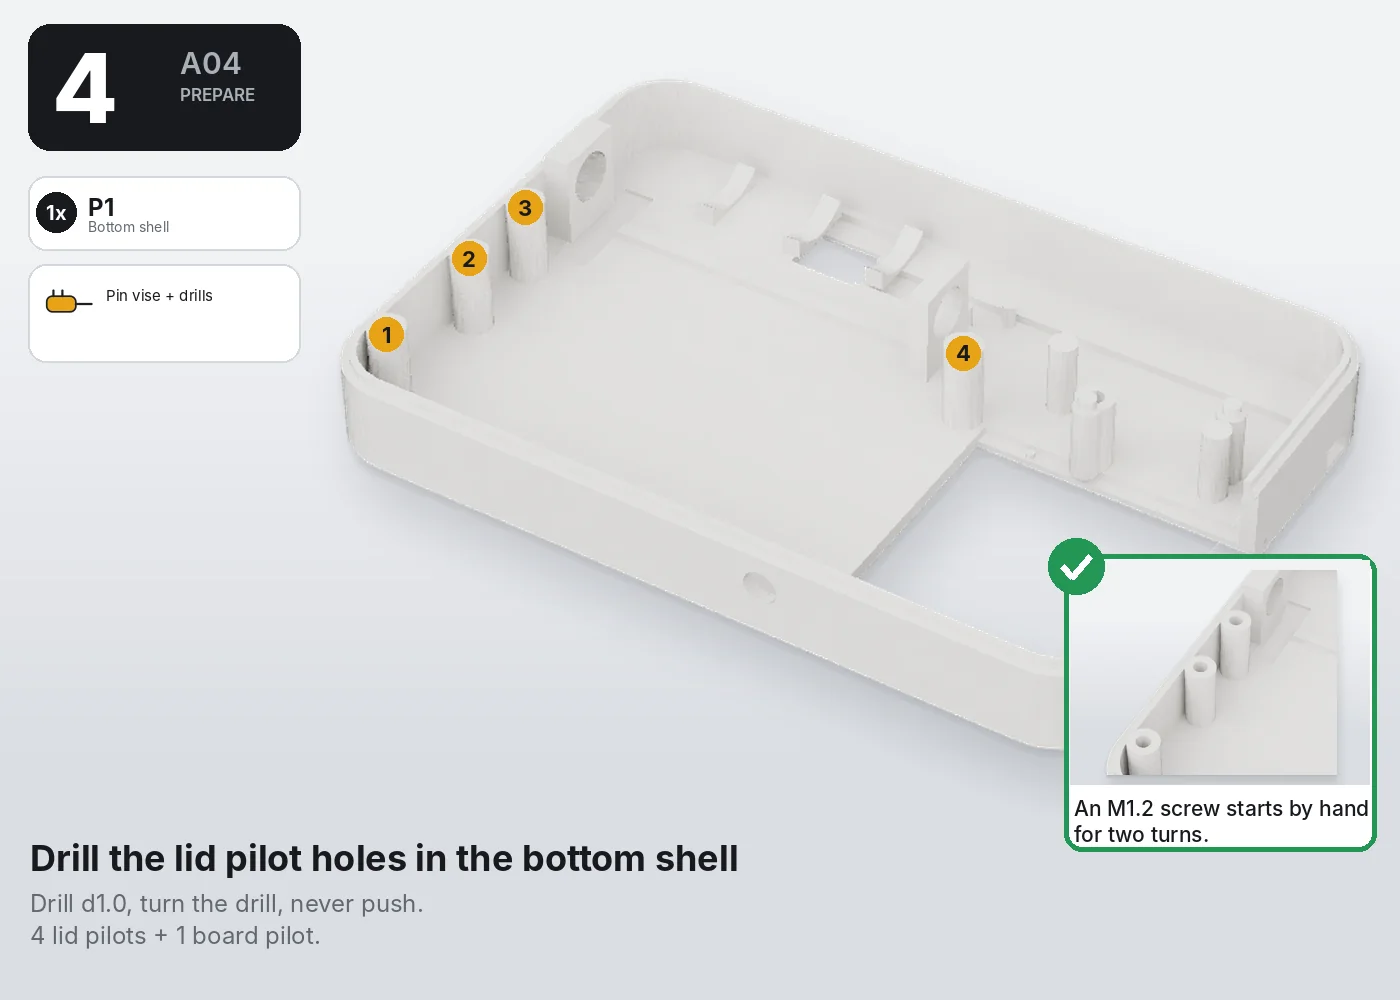 4
A04
PREPARE
1x
P1
Bottom shell
Pin vise + drills
3
2
1
4
An M1.2 screw starts by hand
for two turns.
Drill the lid pilot holes in the bottom shell
Drill d1.0, turn the drill, never push.
4 lid pilots + 1 board pilot.